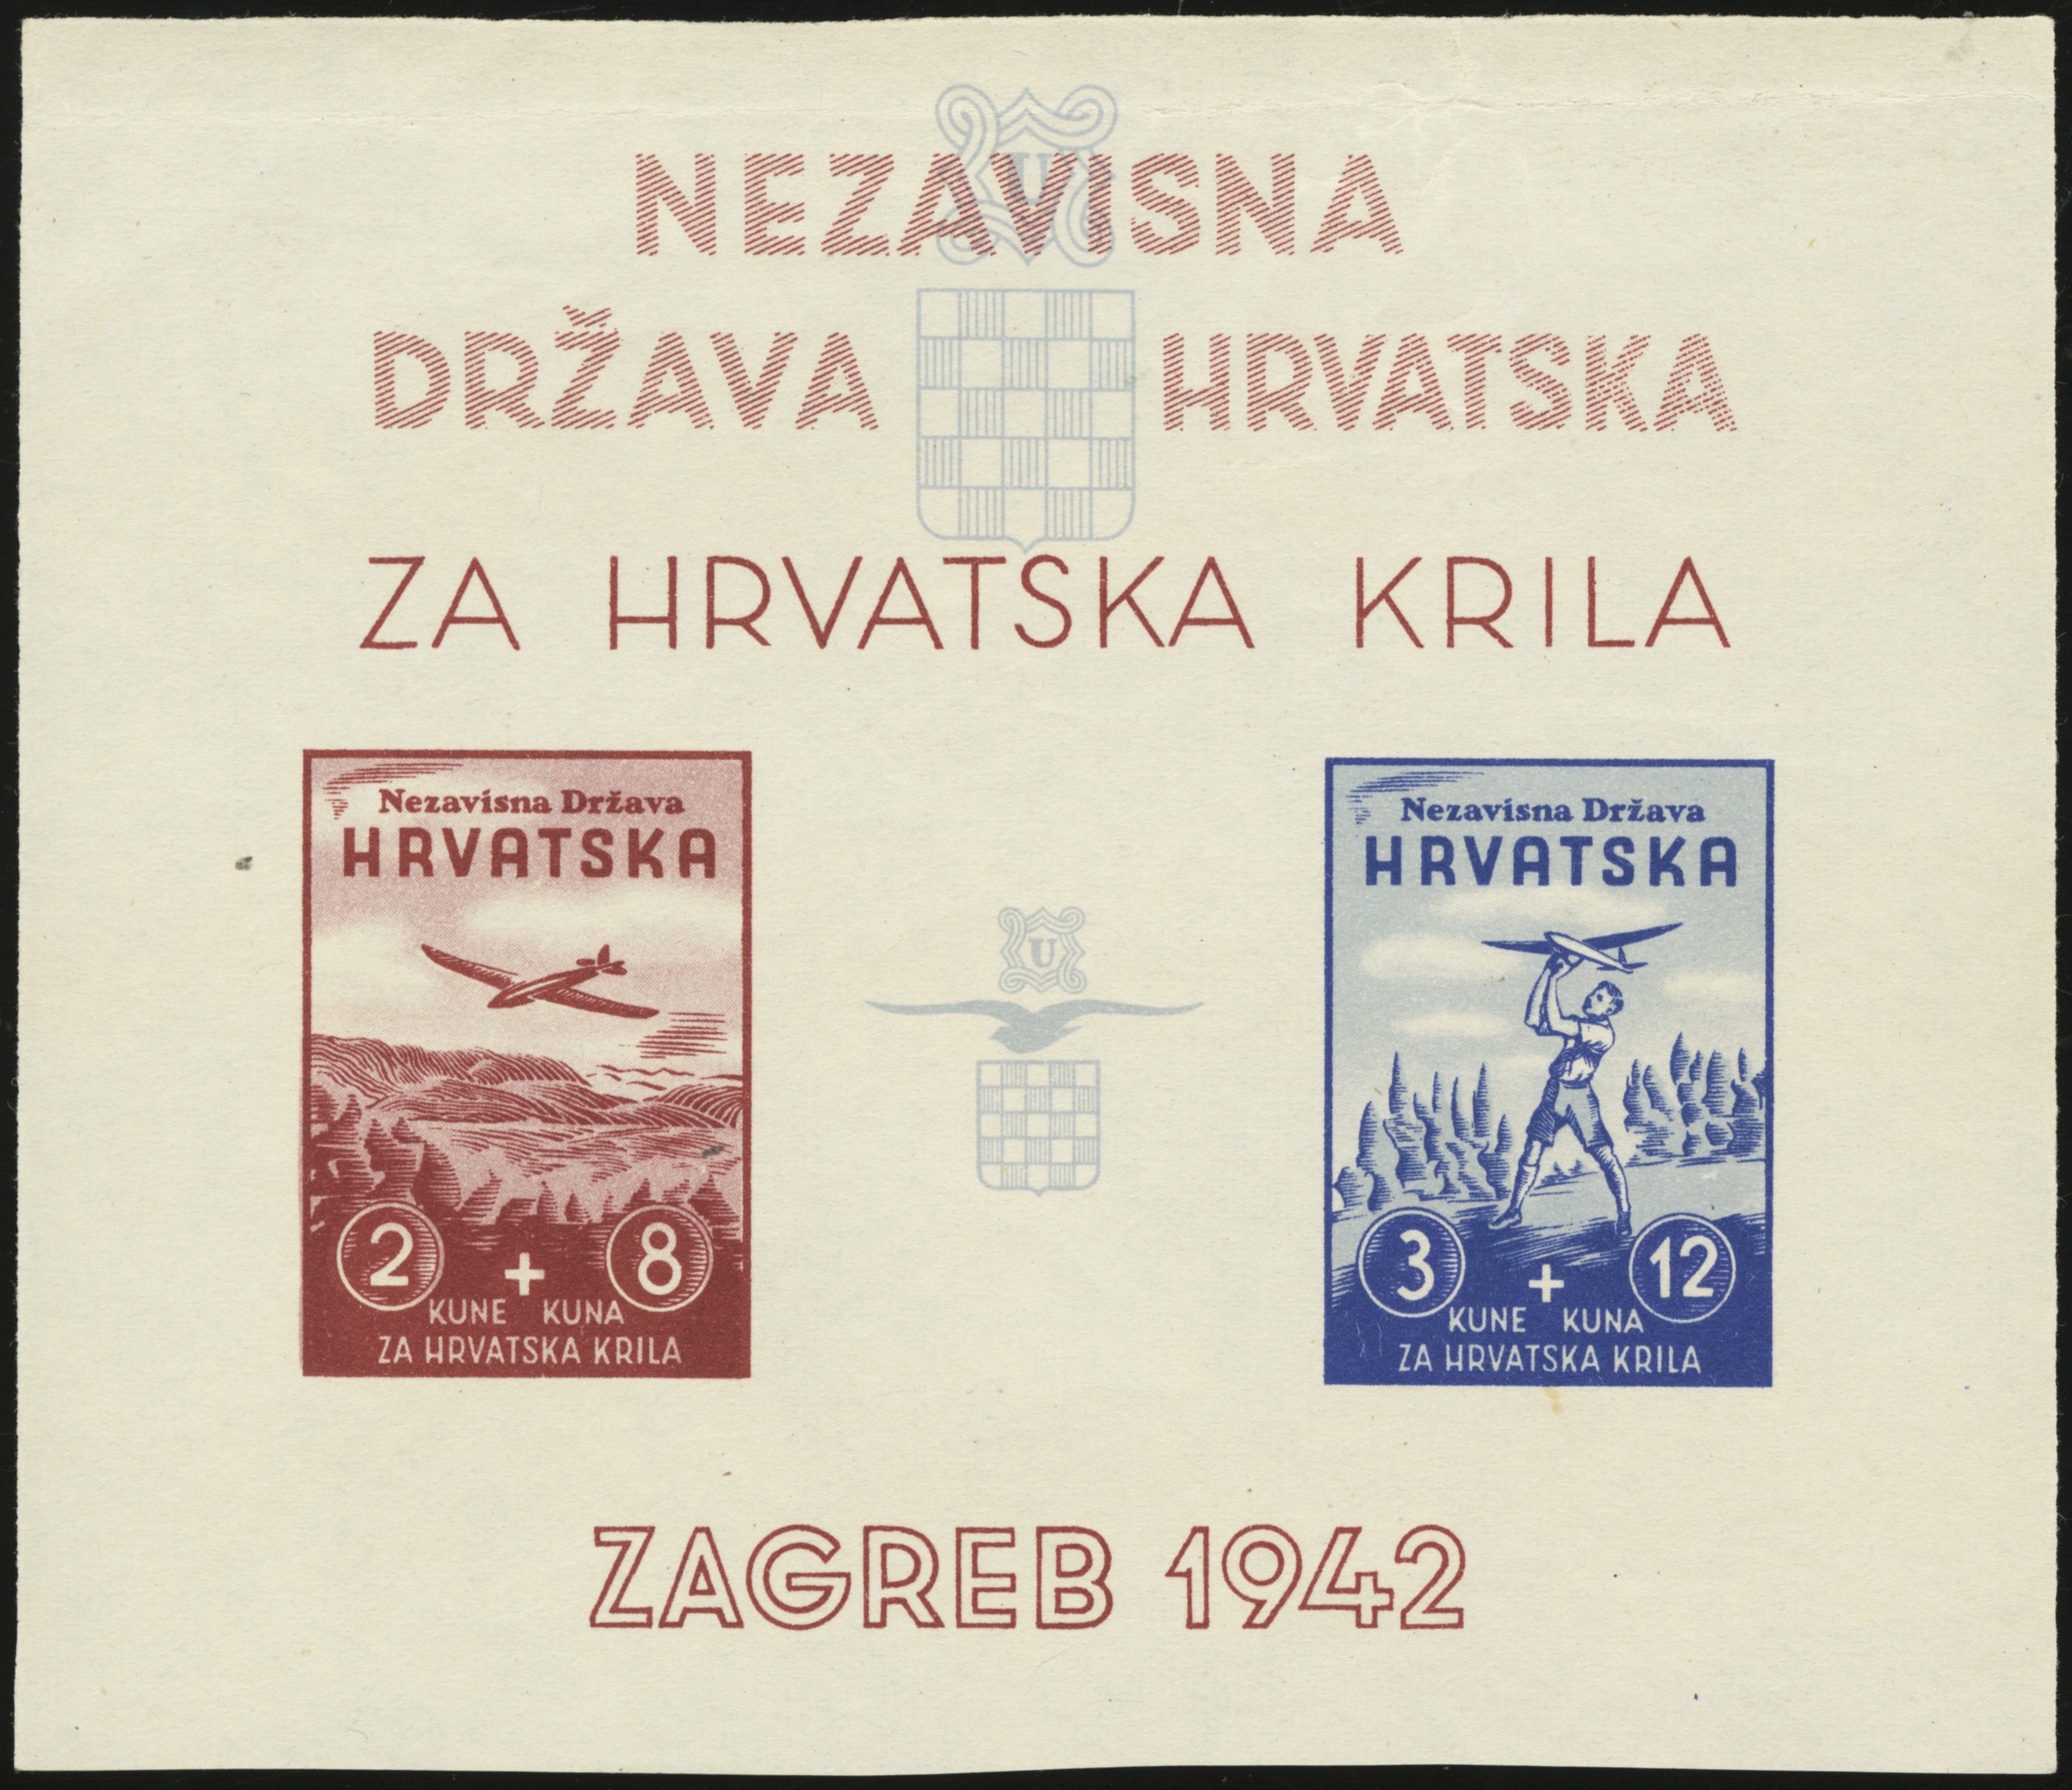 U
NEZAVISNA
DRŽAVA HRVATSKA
ZA HRVATSKA KRILA
Nezavisna Država
HRVATSKA
2 + 8
KUNE KUNA
ZA HRVATSKA KRILA
U
Nezavisna Država
HRVATSKA
3 + 12
KUNE KUNA
ZA HRVATSKA KRILA
ZAGREB 1942